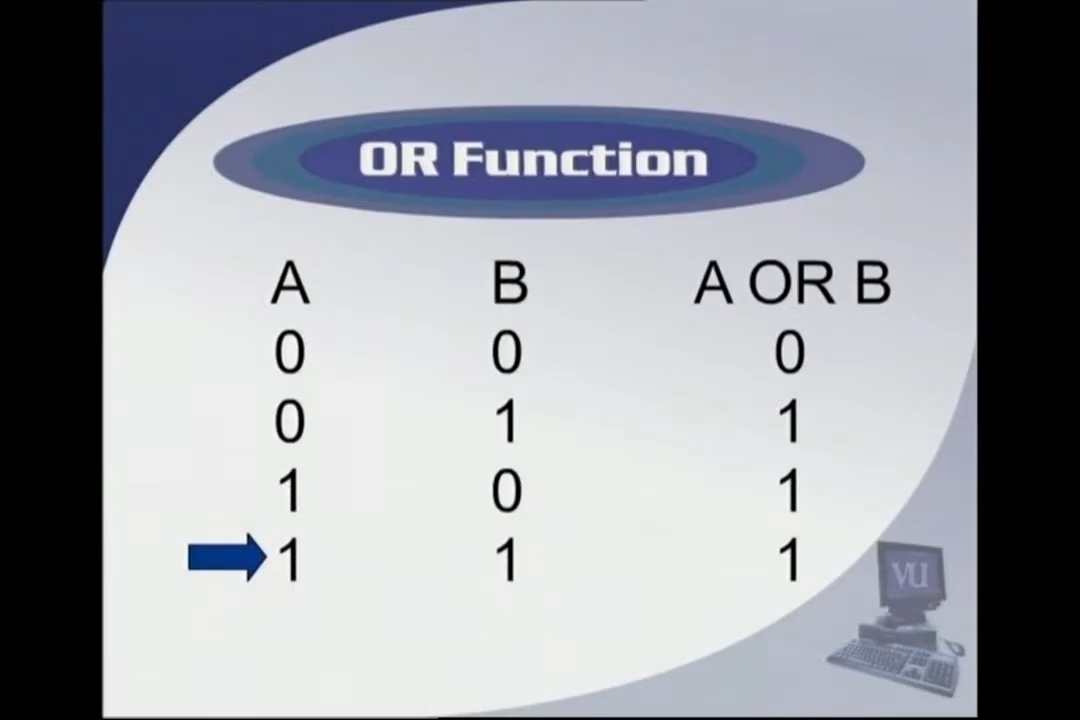 OR Function
A B A OR B
0 0 0
0 1 1
1 0 1
1 1 1
VU